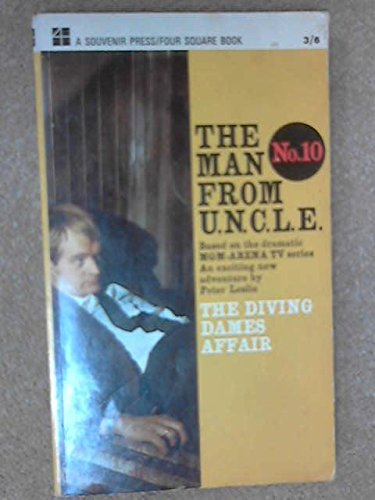 A SOUVENIR PRESS/FOUR SQUARE BOOK 3/6
THE
MAN
FROM
U.N.C.L.E.
No.10
Based on the dramatic
MGM-ARENA TV series
An exciting new
adventure by
Peter Leslie
THE DIVING
DAMES
AFFAIR